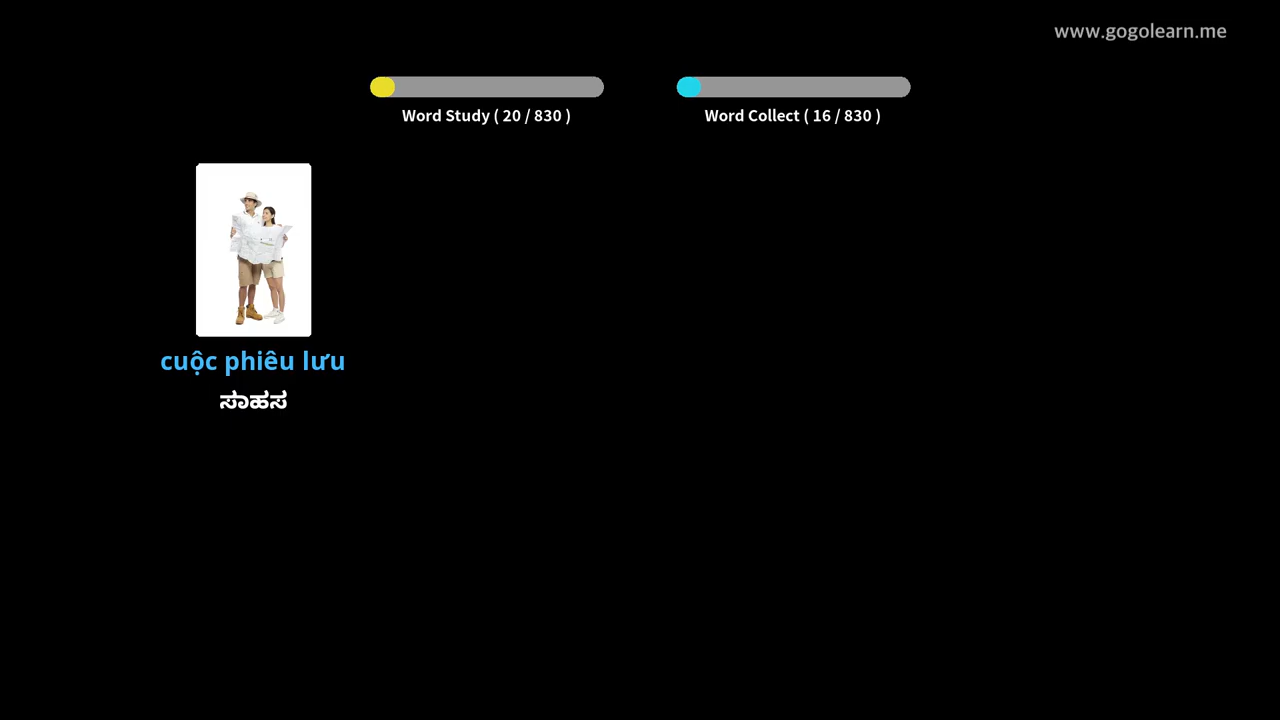 www.gogolearn.me
Word Study ( 20 / 830 )
Word Collect ( 16 / 830 )
cuộc phiêu lưu
ಸಾಹಸ